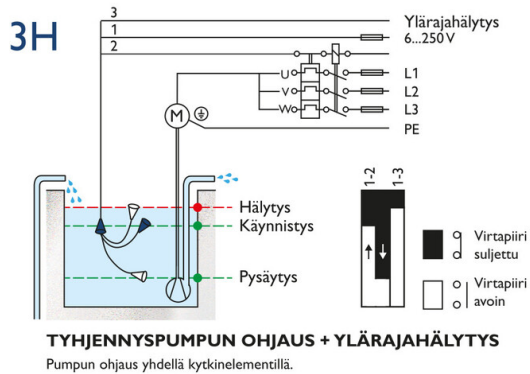 3H
3
1
2
Ylärajahälytys
6...250 V
U
V
W
L1
L2
L3
PE
M
Hälytys
Käynnistys
Pysäytys
1-2
1-3
Virtapiiri
suljettu
Virtapiiri
avoin
TYHJENNYSPUMPUN OHJAUS + YLÄRAJAHÄLYTYS
Pumpun ohjaus yhdellä kytkinelementillä.